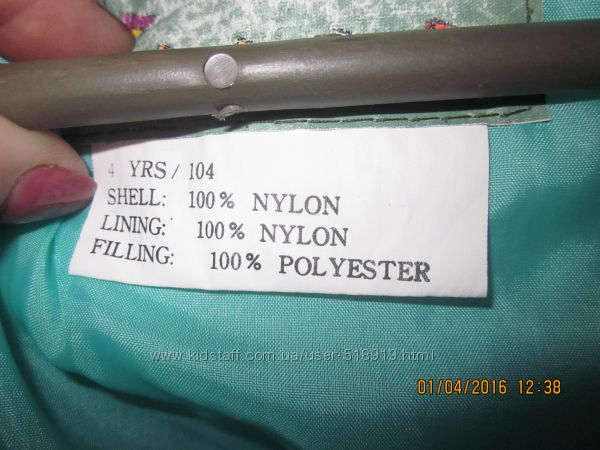 4 YRS / 104
SHELL: 100% NYLON
LINING: 100% NYLON
FILLING: 100% POLYESTER
www.kidstaff.com.ua/user-518919.html
01/04/2016 12:38